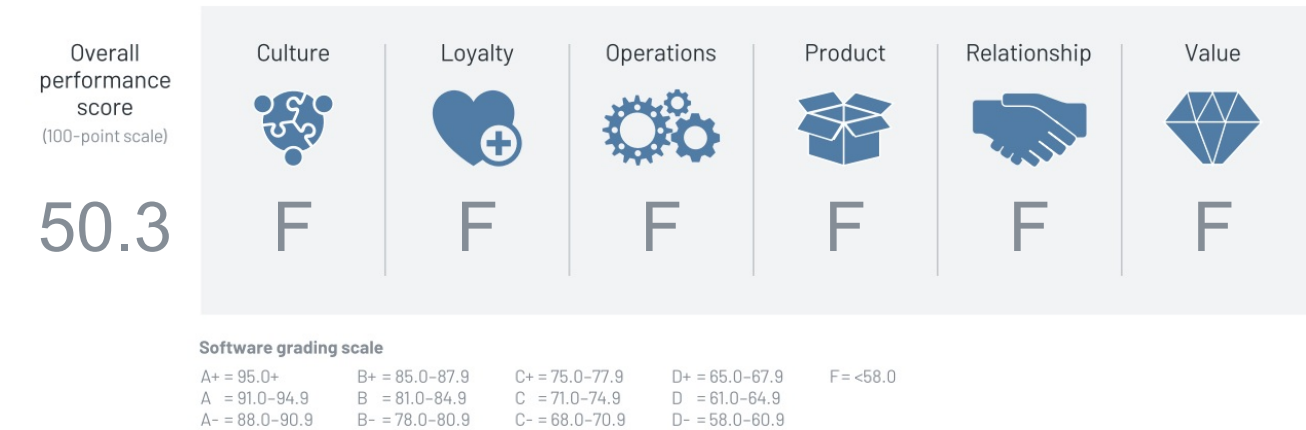 Overall
performance
score
(100-point scale)
50.3
Culture
F
Loyalty
F
Operations
F
Product
F
Relationship
F
Value
F
Software grading scale
A+ = 95.0+ B+ = 85.0–87.9 C+ = 75.0–77.9 D+ = 65.0–67.9 F = <58.0
A = 91.0–94.9 B = 81.0–84.9 C = 71.0–74.9 D = 61.0–64.9
A- = 88.0–90.9 B- = 78.0–80.9 C- = 68.0–70.9 D- = 58.0–60.9